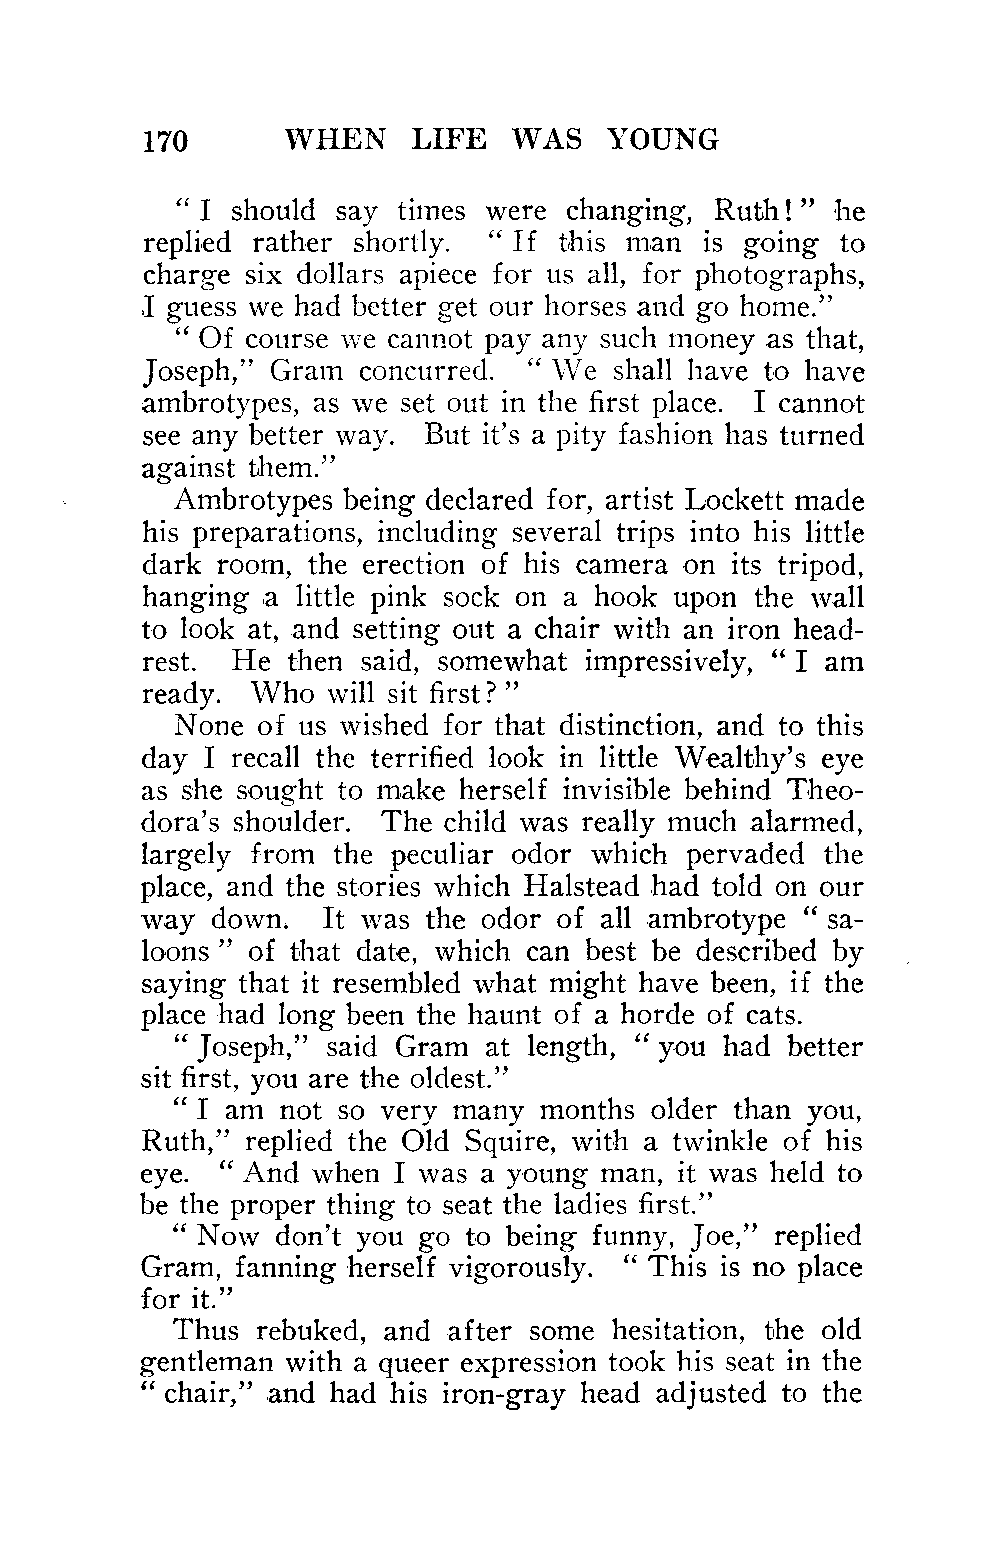 170 WHEN LIFE WAS YOUNG
“ I should say times were changing, Ruth! ” he
replied rather shortly. “ If this man is going to
charge six dollars apiece for us all, for photographs,
I guess we had better get our horses and go home.”
“ Of course we cannot pay any such money as that,
Joseph,” Gram concurred. “ We shall have to have
ambrotypes, as we set out in the first place. I cannot
see any better way. But it’s a pity fashion has turned
against them.”
Ambrotypes being declared for, artist Lockett made
his preparations, including several trips into his little
dark room, the erection of his camera on its tripod,
hanging a little pink sock on a hook upon the wall
to look at, and setting out a chair with an iron head-
rest. He then said, somewhat impressively, “ I am
ready. Who will sit first? ”
None of us wished for that distinction, and to this
day I recall the terrified look in little Wealthy’s eye
as she sought to make herself invisible behind Theo-
dora’s shoulder. The child was really much alarmed,
largely from the peculiar odor which pervaded the
place, and the stories which Halstead had told on our
way down. It was the odor of all ambrotype “ sa-
loons ” of that date, which can best be described by
saying that it resembled what might have been, if the
place had long been the haunt of a horde of cats.
“ Joseph,” said Gram at length, “ you had better
sit first, you are the oldest.”
“ I am not so very many months older than you,
Ruth,” replied the Old Squire, with a twinkle of his
eye. “ And when I was a young man, it was held to
be the proper thing to seat the ladies first.”
“ Now don’t you go to being funny, Joe,” replied
Gram, fanning herself vigorously. “ This is no place
for it.”
Thus rebuked, and after some hesitation, the old
gentleman with a queer expression took his seat in the
“ chair,” and had his iron-gray head adjusted to the